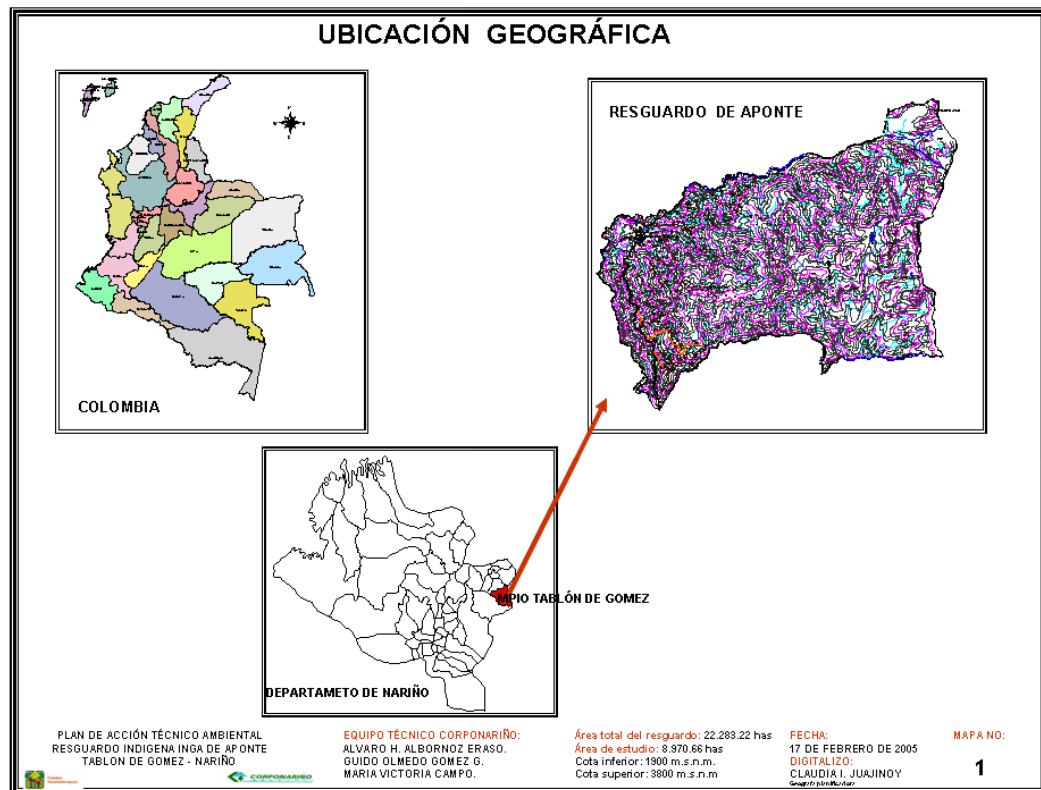 UBICACIÓN GEOGRÁFICA
COLOMBIA
RESGUARDO DE APONTE
MPIO TABLÓN DE GOMEZ
DEPARTAMETO DE NARIÑO
PLAN DE ACCIÓN TÉCNICO AMBIENTAL
RESGUARDO INDIGENA INGA DE APONTE
TABLON DE GOMEZ - NARIÑO
CORPONARIÑO
EQUIPO TÉCNICO CORPONARIÑO:
ALVARO H. ALBORNOZ ERASO.
GUIDO OLMEDO GOMEZ G.
MARIA VICTORIA CAMPO.
Área total del resguardo: 22.283.22 has
Área de estudio: 8.970.66 has
Cota inferior: 1900 m.s.n.m.
Cota superior: 3800 m.s.n.m
FECHA:
17 DE FEBRERO DE 2005
DIGITALIZO:
CLAUDIA I. JUAJINOY
MAPA NO:
1